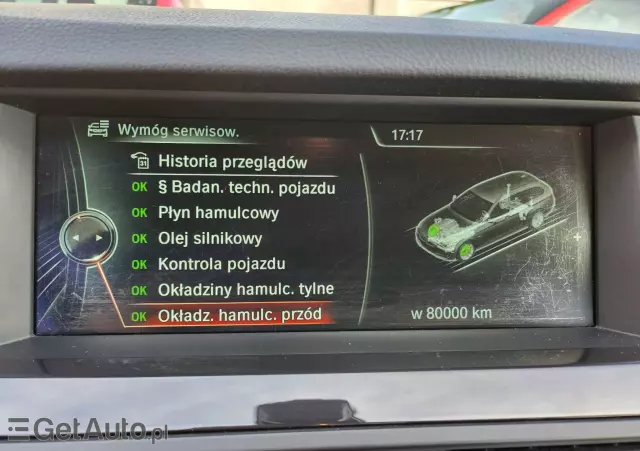 Wymóg serwisow.
17:17
31 Historia przeglądów
OK § Badan. techn. pojazdu
OK Płyn hamulcowy
OK Olej silnikowy
OK Kontrola pojazdu
OK Okładziny hamulc. tylne
OK Okładz. hamulc. przód
w 80000 km
GetAuto.pl